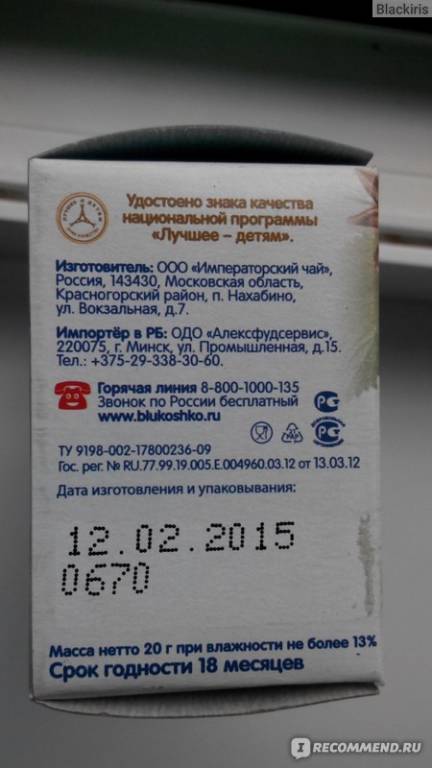 Blackiris
Удостоено знака качества
национальной программы
«Лучшее – детям».
Изготовитель: ООО «Императорский чай»,
Россия, 143430, Московская область,
Красногорский район, п. Нахабино,
ул. Вокзальная, д.7.
Импортёр в РБ: ОДО «Алексфудсервис»,
220075, г. Минск, ул. Промышленная, д.15.
Тел.: +375-29-338-30-60.
Горячая линия 8-800-1000-135
Звонок по России бесплатный
www.blukoshko.ru
ТУ 9198-002-17800236-09
Гос. рег. № RU.77.99.19.005.Е.004960.03.12 от 13.03.12
Дата изготовления и упаковывания:
12.02.2015
0670
Масса нетто 20 г при влажности не более 13%
Срок годности 18 месяцев
IRECOMMEND.RU